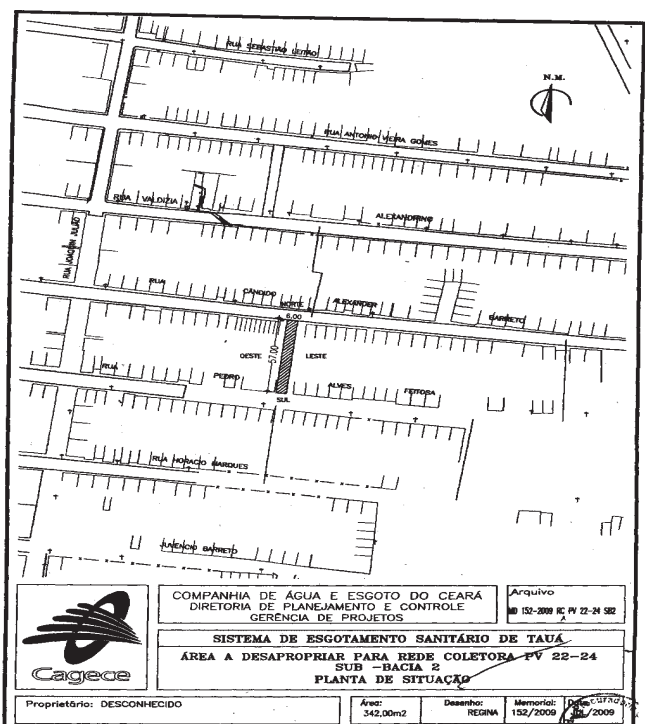 RUA SEBASTIÃO LEITÃO
N.M.
RUA ANTONIO VIEIRA GOMES
RUA VALDIZIA ALEXANDRINO
RUA JOAQUIM JULIÃO
RUA CÂNDIDO ALEXANDER BARRETO
NORTE
6.00
OESTE 57.00 LESTE
RUA PEDRO ALVES FEITOSA
SUL
RUA HORACIO MARQUES
JUVENCIO BARRETO
COMPANHIA DE ÁGUA E ESGOTO DO CEARÁ
DIRETORIA DE PLANEJAMENTO E CONTROLE
GERÊNCIA DE PROJETOS
Arquivo
MD 152-2009 RC PV 22-24 SB2
SISTEMA DE ESGOTAMENTO SANITÁRIO DE TAUÁ
ÁREA A DESAPROPRIAR PARA REDE COLETORA PV 22-24
SUB -BACIA 2
PLANTA DE SITUAÇÃO
Cagece
Proprietário: DESCONHECIDO
Área:
342,00m2
Desenho:
REGINA
Memorial:
152/2009
JUL/2009